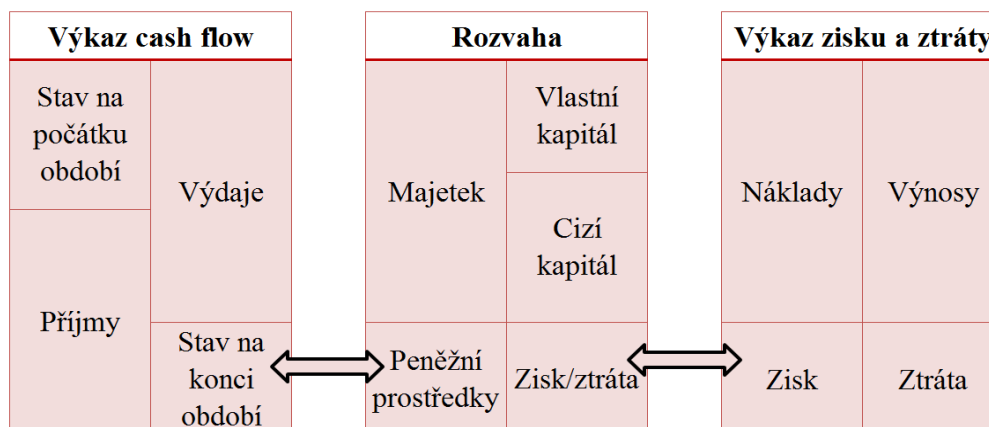 Výkaz cash flow
Stav na
počátku
období
Výdaje
Příjmy
Stav na
konci
období
Rozvaha
Majetek
Vlastní
kapitál
Cizí
kapitál
Peněžní
prostředky
Zisk/ztráta
Výkaz zisku a ztráty
Náklady
Výnosy
Zisk
Ztráta